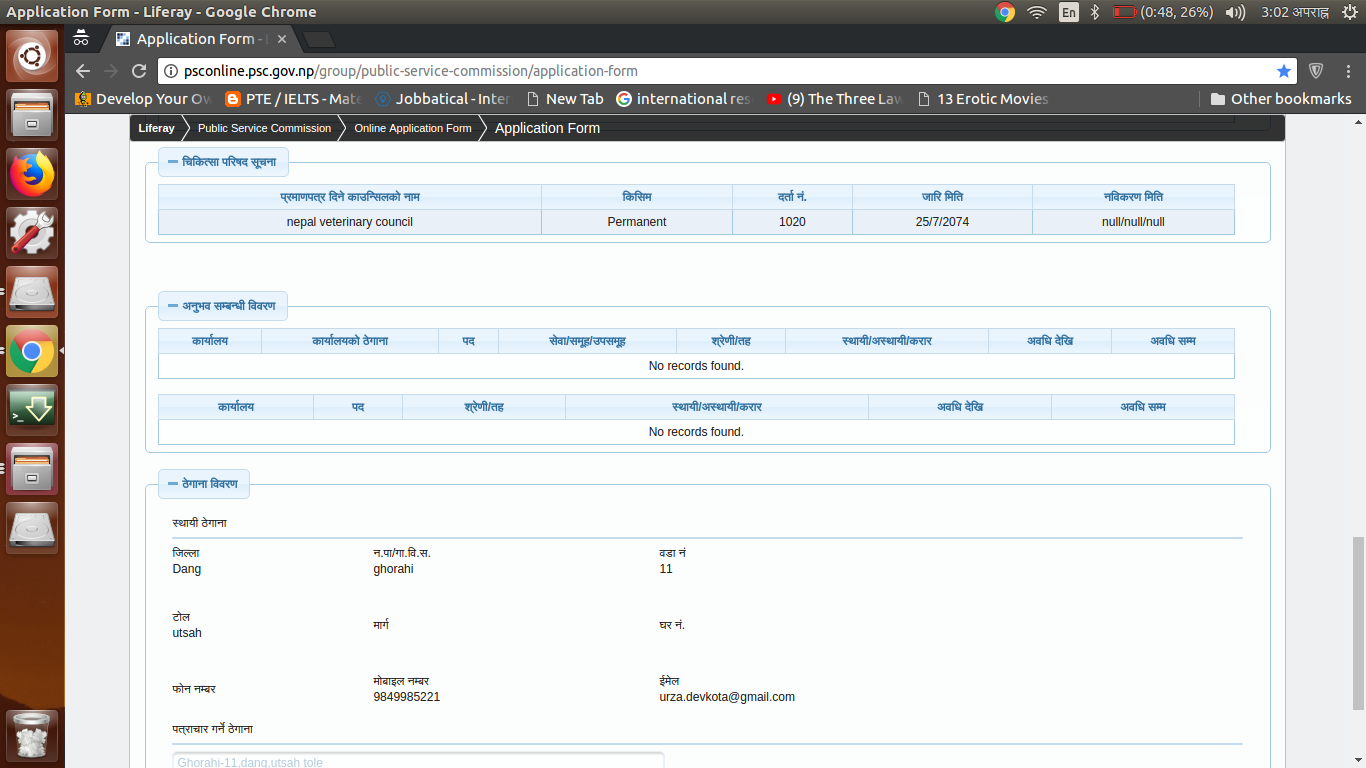 Application Form - Liferay - Google Chrome
En
(0:48, 26%)
3:02 अपराह्न
Application Form -
psconline.psc.gov.np/group/public-service-commission/application-form
Develop Your Ow
PTE / IELTS - Mate
Jobbatical - Inter
New Tab
international res
(9) The Three Law
13 Erotic Movies
Other bookmarks
Liferay
Public Service Commission
Online Application Form
Application Form
चिकित्सा परिषद सूचना
प्रमाणपत्र दिने काउन्सिलको नाम किसिम दर्ता नं. जारि मिति नविकरण मिति
nepal veterinary council Permanent 1020 25/7/2074 null/null/null
अनुभव सम्बन्धी विवरण
कार्यालय कार्यालयको ठेगाना पद सेवा/समूह/उपसमूह श्रेणी/तह स्थायी/अस्थायी/करार अवधि देखि अवधि सम्म
No records found.
कार्यालय पद श्रेणी/तह स्थायी/अस्थायी/करार अवधि देखि अवधि सम्म
No records found.
ठेगाना विवरण
स्थायी ठेगाना
जिल्ला न.पा/गा.वि.स. वडा नं
Dang ghorahi 11
टोल
utsah
मार्ग
घर नं.
फोन नम्बर
मोबाइल नम्बर
9849985221
ईमेल
urza.devkota@gmail.com
पत्राचार गर्ने ठेगाना
Ghorahi-11,dang,utsah tole